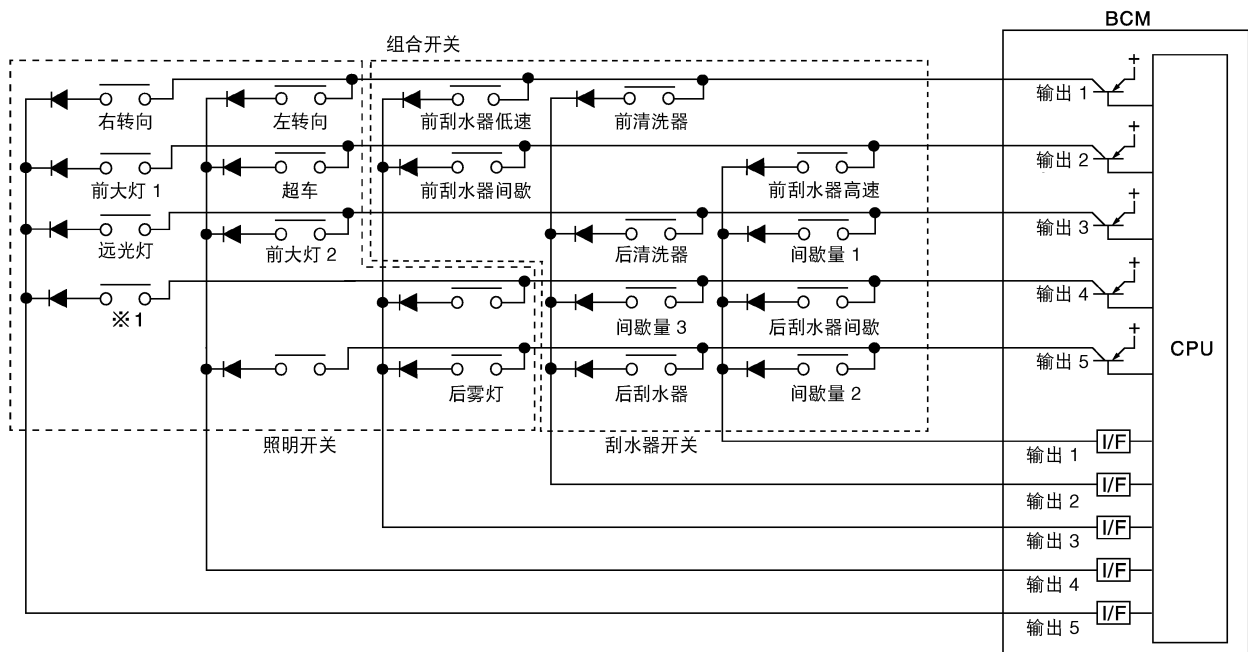 BCM
组合开关
+
输出 1
右转向
左转向
前刮水器低速
前清洗器
+
输出 2
前大灯 1
超车
前刮水器间歇
前刮水器高速
+
输出 3
远光灯
前大灯 2
后清洗器
间歇量 1
+
输出 4
※1
间歇量 3
后刮水器间歇
+
输出 5
CPU
后雾灯
后刮水器
间歇量 2
照明开关
刮水器开关
输出 1
I/F
输出 2
I/F
输出 3
I/F
输出 4
I/F
输出 5
I/F